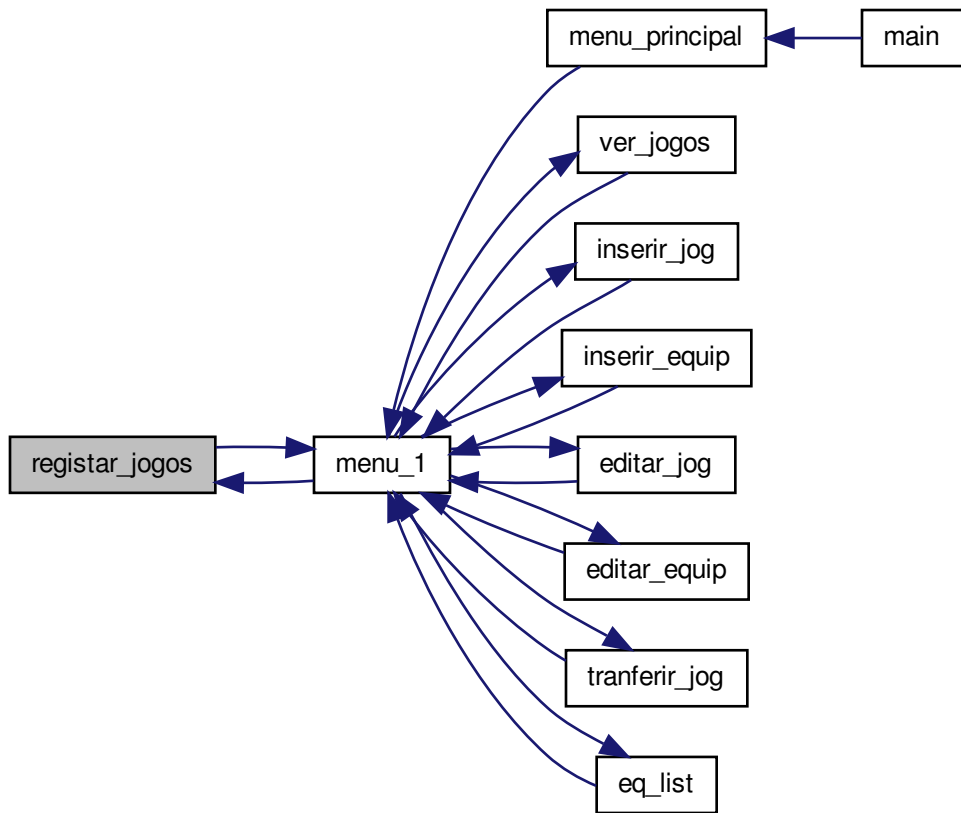 menu_principal
main
ver_jogos
inserir_jog
inserir_equip
registar_jogos
menu_1
editar_jog
editar_equip
tranferir_jog
eq_list